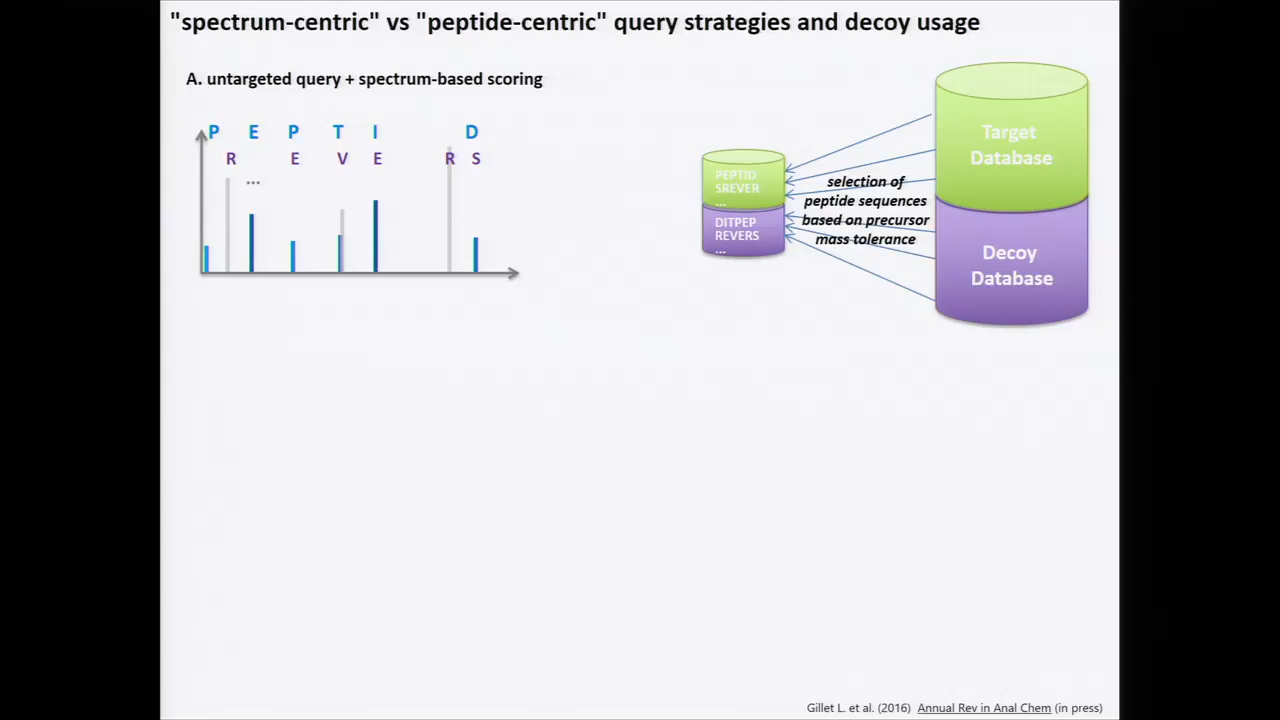 "spectrum-centric" vs "peptide-centric" query strategies and decoy usage
A. untargeted query + spectrum-based scoring
P E P T I D
R E V E R S
...
PEPTID
SREVER
...
DITPEP
REVERS
...
selection of
peptide sequences
based on precursor
mass tolerance
Target
Database
Decoy
Database
Gillet L. et al. (2016) Annual Rev in Anal Chem (in press)